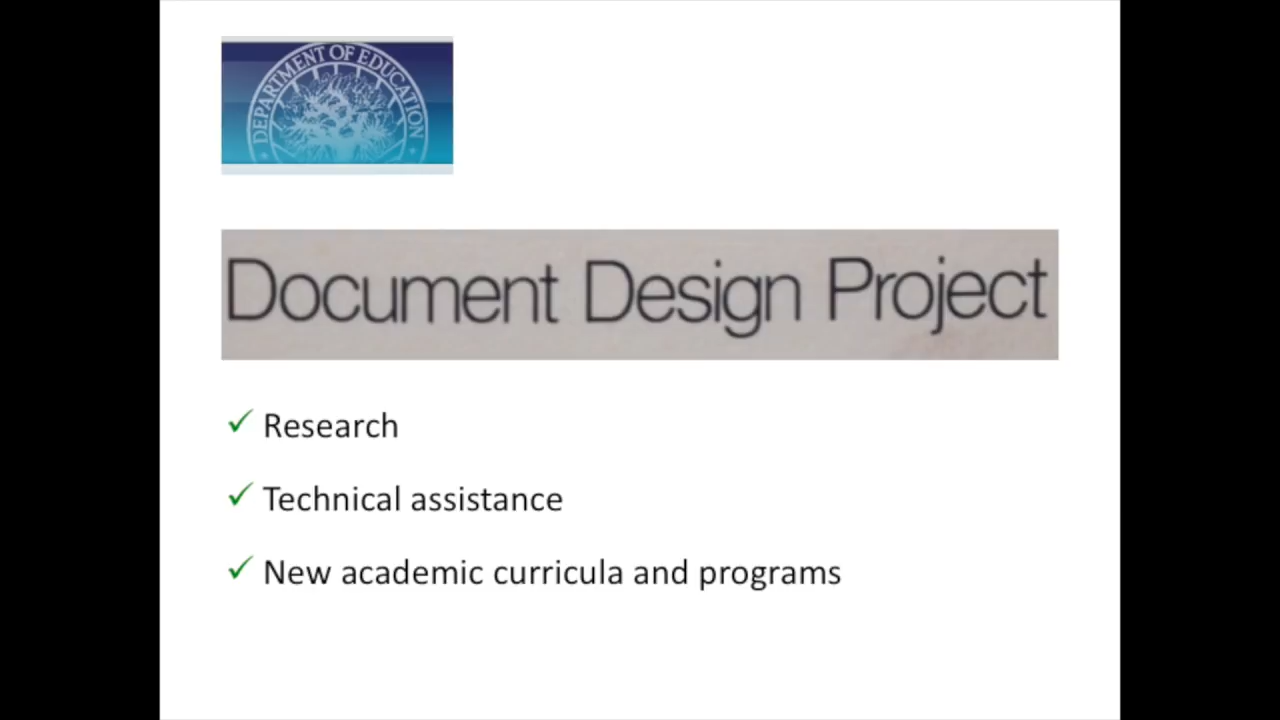 DEPARTMENT OF EDUCATION
Document Design Project
✓ Research
✓ Technical assistance
✓ New academic curricula and programs